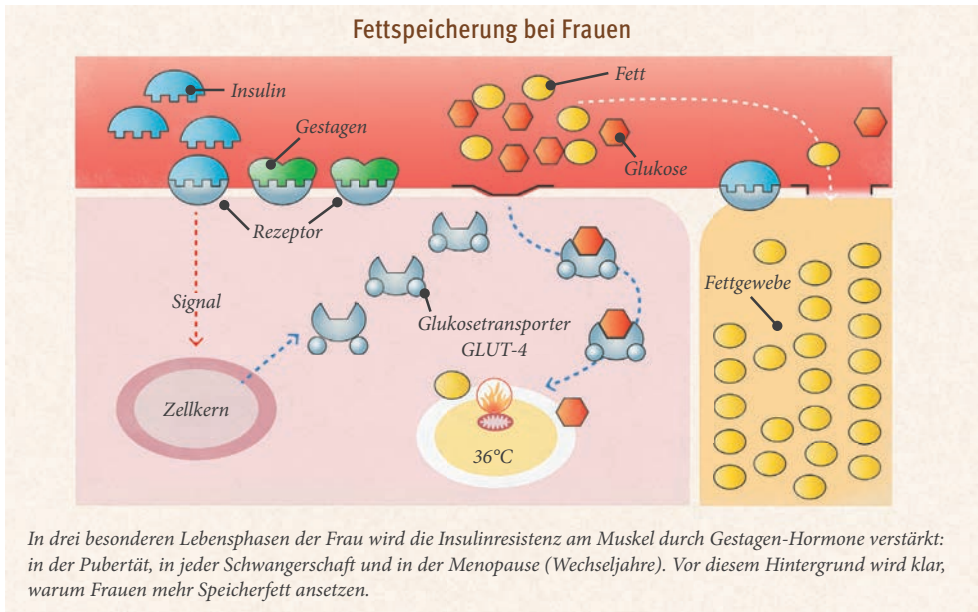 Fettspeicherung bei Frauen
Fett
Insulin
Gestagen
Glukose
Rezeptor
Signal
Fettgewebe
Glukosetransporter
GLUT-4
Zellkern
36°C
In drei besonderen Lebensphasen der Frau wird die Insulinresistenz am Muskel durch Gestagen-Hormone verstärkt:
in der Pubertät, in jeder Schwangerschaft und in der Menopause (Wechseljahre). Vor diesem Hintergrund wird klar,
warum Frauen mehr Speicherfett ansetzen.